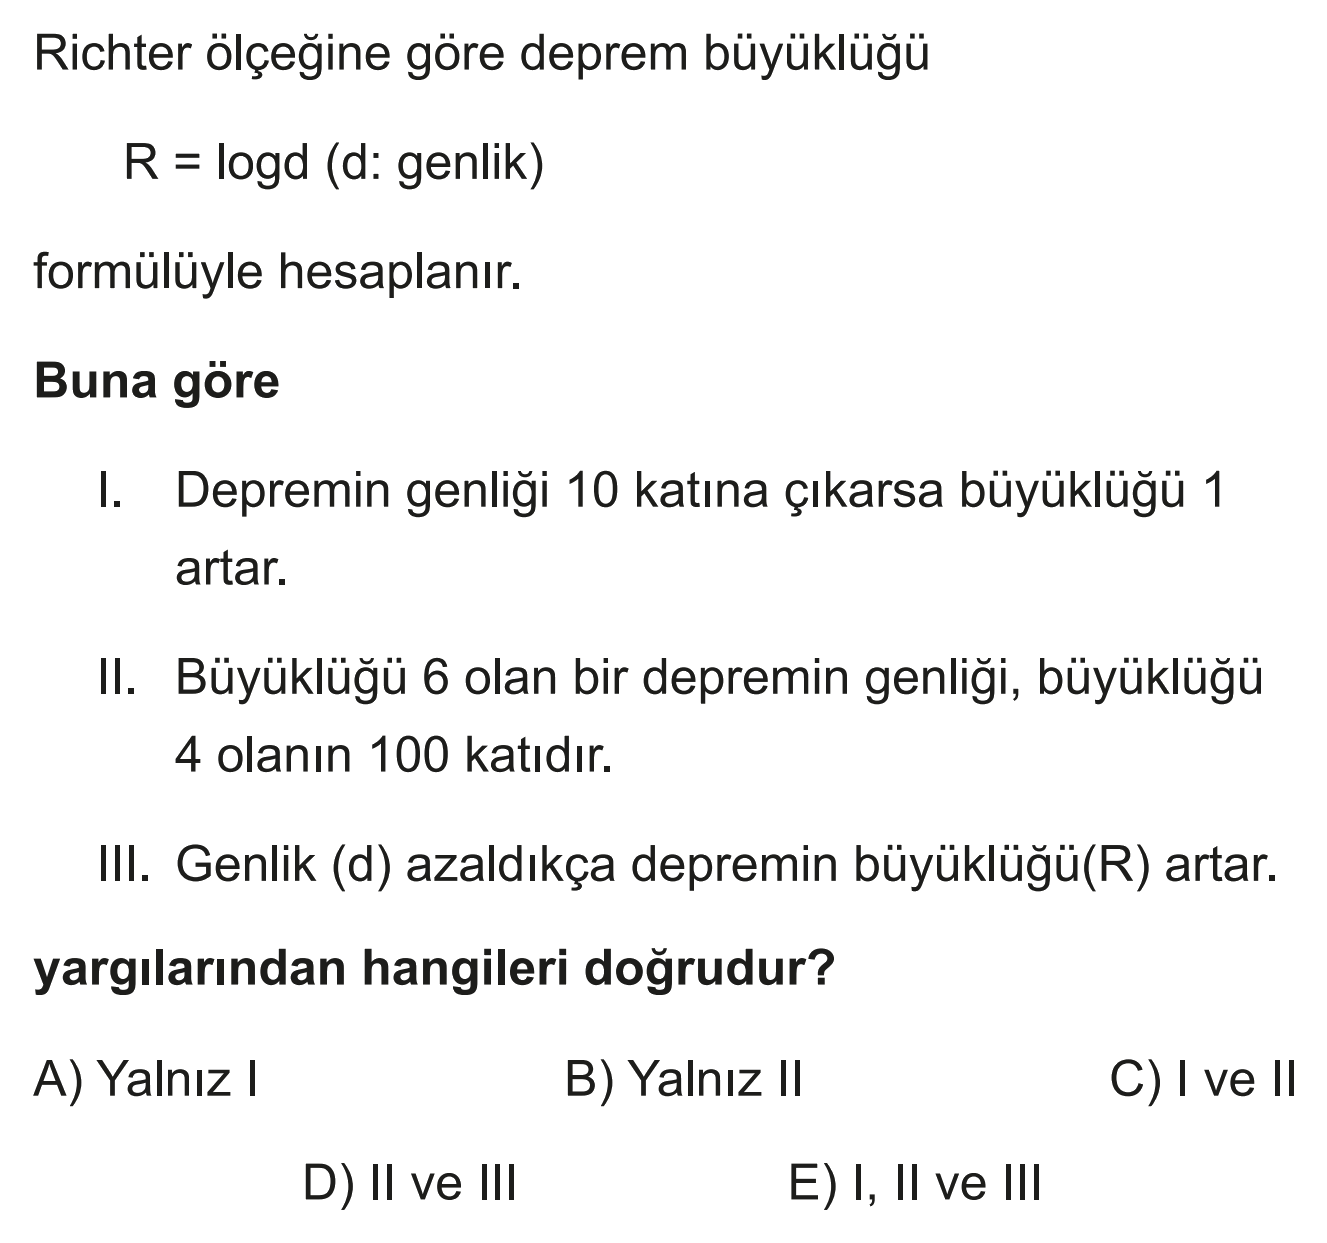 Richter ölçeğine göre deprem büyüklüğü
R = logd (d: genlik)
formülüyle hesaplanır.
Buna göre
I. Depremin genliği 10 katına çıkarsa büyüklüğü 1
artar.
II. Büyüklüğü 6 olan bir depremin genliği, büyüklüğü
4 olanın 100 katıdır.
III. Genlik (d) azaldıkça depremin büyüklüğü(R) artar.
yargılarından hangileri doğrudur?
A) Yalnız I B) Yalnız II C) I ve II
D) II ve III E) I, II ve III